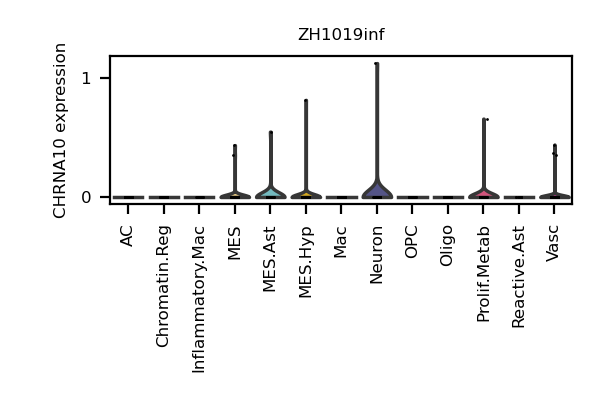 ZH1019inf
CHRNA10 expression
1
0
AC
Chromatin.Reg
Inflammatory.Mac
MES
MES.Ast
MES.Hyp
Mac
Neuron
OPC
Oligo
Prolif.Metab
Reactive.Ast
Vasc